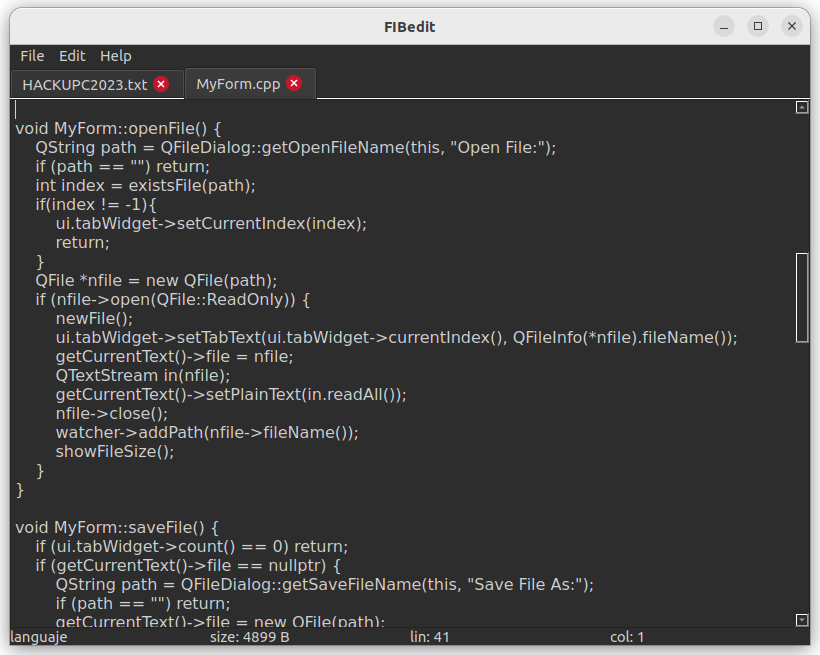 FIBedit
File Edit Help
HACKUPC2023.txt MyForm.cpp
void MyForm::openFile() {
    QString path = QFileDialog::getOpenFileName(this, "Open File:");
    if (path == "") return;
    int index = existsFile(path);
    if(index != -1){
        ui.tabWidget->setCurrentIndex(index);
        return;
    }
    QFile *nfile = new QFile(path);
    if (nfile->open(QFile::ReadOnly)) {
        newFile();
        ui.tabWidget->setTabText(ui.tabWidget->currentIndex(), QFileInfo(*nfile).fileName());
        getCurrentText()->file = nfile;
        QTextStream in(nfile);
        getCurrentText()->setPlainText(in.readAll());
        nfile->close();
        watcher->addPath(nfile->fileName());
        showFileSize();
    }
}
void MyForm::saveFile() {
    if (ui.tabWidget->count() == 0) return;
    if (getCurrentText()->file == nullptr) {
        QString path = QFileDialog::getSaveFileName(this, "Save File As:");
        if (path == "") return;
        getCurrentText()->file = new QFile(path);
languaje size: 4899 B lin: 41 col: 1